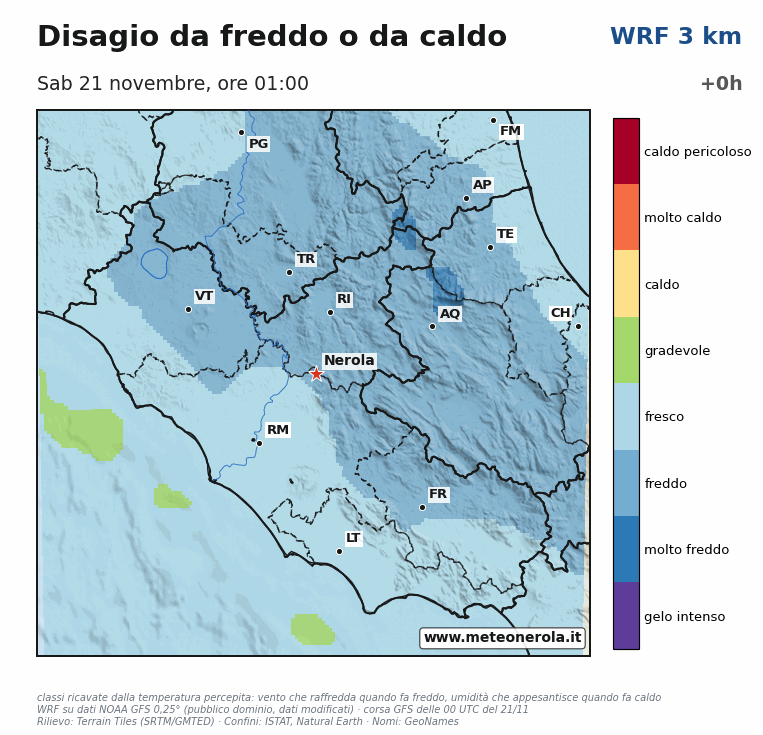 Disagio da freddo o da caldo
WRF 3 km
Sab 21 novembre, ore 01:00
+0h
FM
PG
AP
TE
TR
VT
RI
AQ
CH
Nerola
RM
FR
LT
www.meteonerola.it
caldo pericoloso
molto caldo
caldo
gradevole
fresco
freddo
molto freddo
gelo intenso
classi ricavate dalla temperatura percepita: vento che raffredda quando fa freddo, umidità che appesantisce quando fa caldo
WRF su dati NOAA GFS 0,25° (pubblico dominio, dati modificati) · corsa GFS delle 00 UTC del 21/11
Rilievo: Terrain Tiles (SRTM/GMTED) · Confini: ISTAT, Natural Earth · Nomi: GeoNames